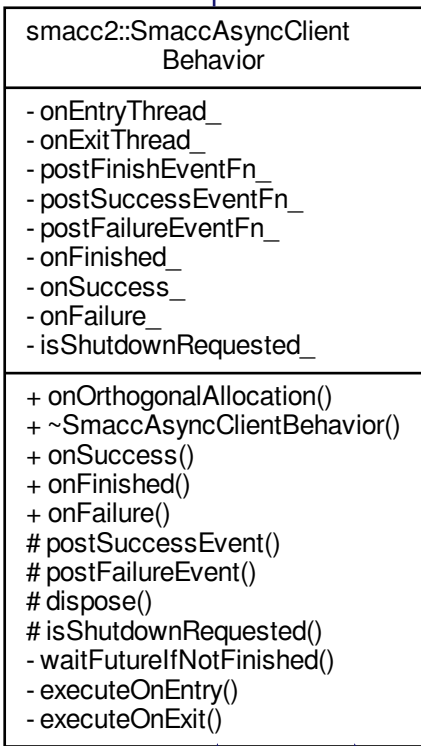 smacc2::SmaccAsyncClient
Behavior
- onEntryThread_
- onExitThread_
- postFinishEventFn_
- postSuccessEventFn_
- postFailureEventFn_
- onFinished_
- onSuccess_
- onFailure_
- isShutdownRequested_
+ onOrthogonalAllocation()
+ ~SmaccAsyncClientBehavior()
+ onSuccess()
+ onFinished()
+ onFailure()
# postSuccessEvent()
# postFailureEvent()
# dispose()
# isShutdownRequested()
- waitFutureIfNotFinished()
- executeOnEntry()
- executeOnExit()